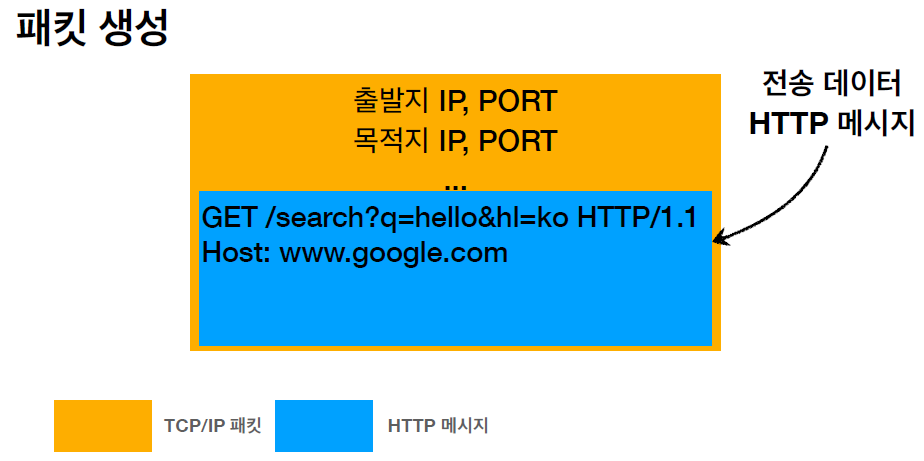 패킷 생성
출발지 IP, PORT
목적지 IP, PORT
...
GET /search?q=hello&hl=ko HTTP/1.1
Host: www.google.com
전송 데이터
HTTP 메시지
TCP/IP 패킷
HTTP 메시지